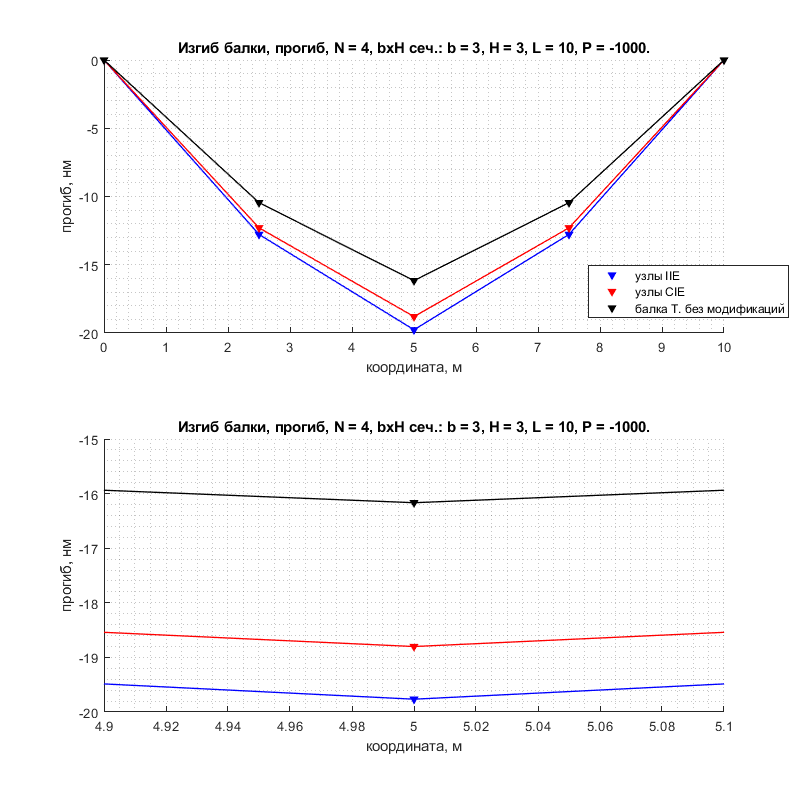 Изгиб балки, прогиб, N = 4, bxH сеч.: b = 3, H = 3, L = 10, P = -1000.
0
-5
-10
-15
-20
прогиб, нм
узлы IIE
узлы CIE
балка Т. без модификаций
0 1 2 3 4 5 6 7 8 9 10
координата, м
Изгиб балки, прогиб, N = 4, bxH сеч.: b = 3, H = 3, L = 10, P = -1000.
-15
-16
-17
-18
-19
-20
прогиб, нм
4.9 4.92 4.94 4.96 4.98 5 5.02 5.04 5.06 5.08 5.1
координата, м